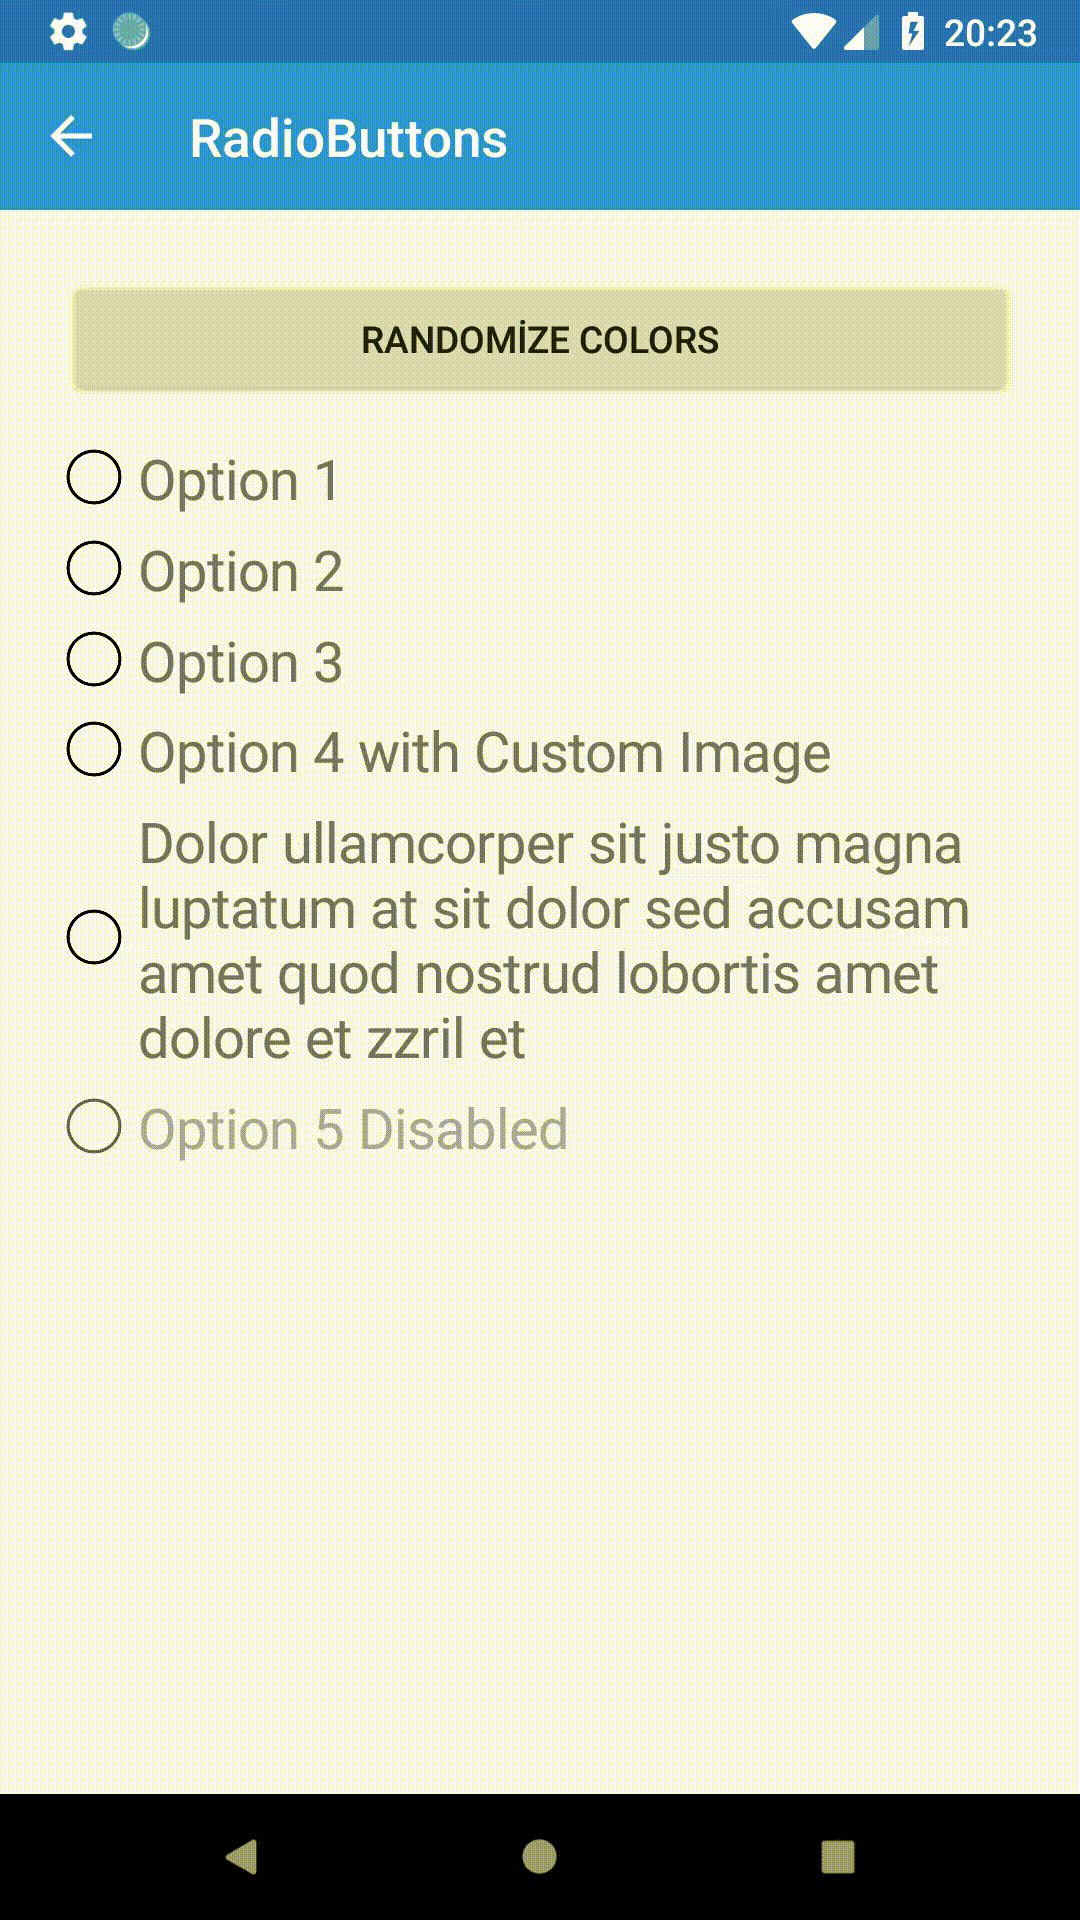 20:23
RadioButtons
RANDOMİZE COLORS
Option 1
Option 2
Option 3
Option 4 with Custom Image
Dolor ullamcorper sit justo magna
luptatum at sit dolor sed accusam
amet quod nostrud lobortis amet
dolore et zzril et
Option 5 Disabled